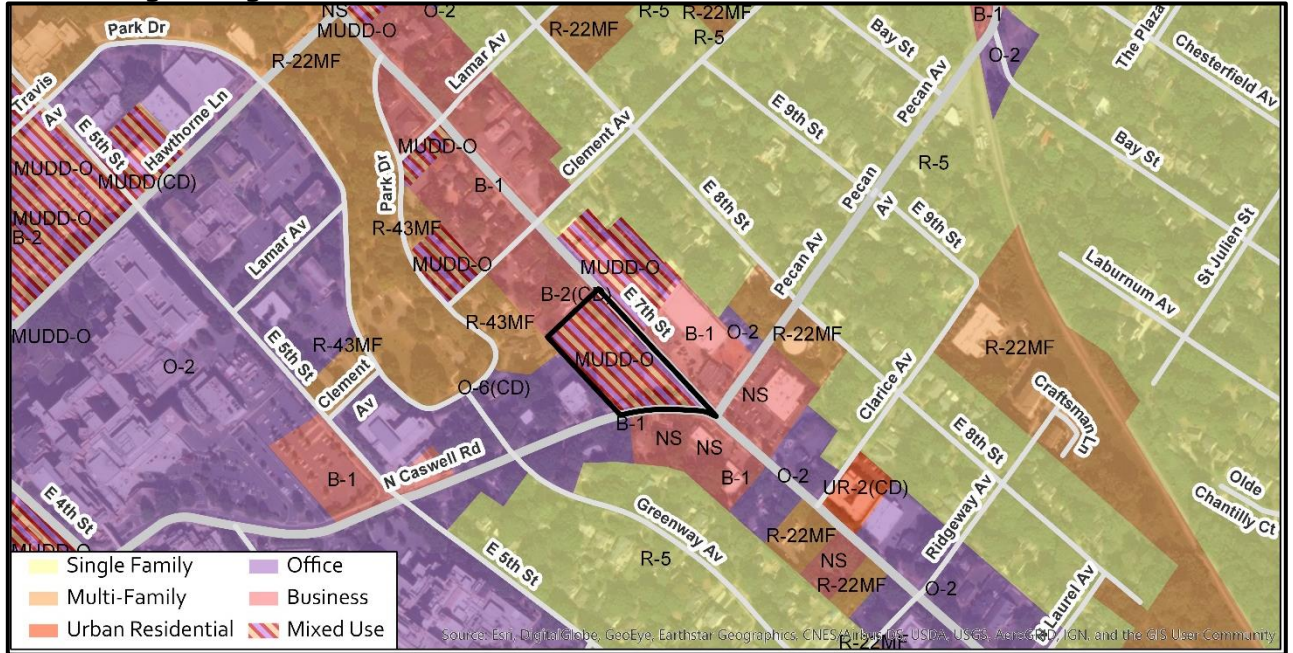 NS
O-2
R-5
R-22MF
B-1
MUDD-O
Park Dr
R-22MF
Lamar Av
R-22MF
R-5
Bay St
Pecan Av
O-2
The Plaza
Chesterfield Av
Travis
Av
E 5th St
Hawthorne Ln
MUDD-O
Clement Av
E 9th St
Bay St
MUDD-O
MUDD(CD)
Park Dr
B-1
R-5
MUDD-O
B-2
Lamar Av
R-43MF
MUDD-O
E 8th St
Pecan
Av
E 9th St
St Julien St
MUDD-O
Pecan Av
Laburnum Av
B-2(CD)
E 7th St
MUDD-O
O-2
E 5th St
R-43MF
R-43MF
MUDD-O
B-1
O-2
R-22MF
R-22MF
Clement
Av
O-6(CD)
Clarice Av
Craftsman
Ln
B-1
NS
NS
NS
N Caswell Rd
B-1
B-1
O-2
UR-2(CD)
E 8th St
Ridgeway Av
Olde
Chantilly Ct
E 4th St
E 5th St
Greenway Av
R-5
R-22MF
NS
R-22MF
O-2
Laurel Av
MUDD-O
R-22MF
Single Family
Office
Multi-Family
Business
Urban Residential
Mixed Use
Source: Esri, DigitalGlobe, GeoEye, Earthstar Geographics, CNES/Airbus DS, USDA, USGS, AeroGRID, IGN, and the GIS User Community